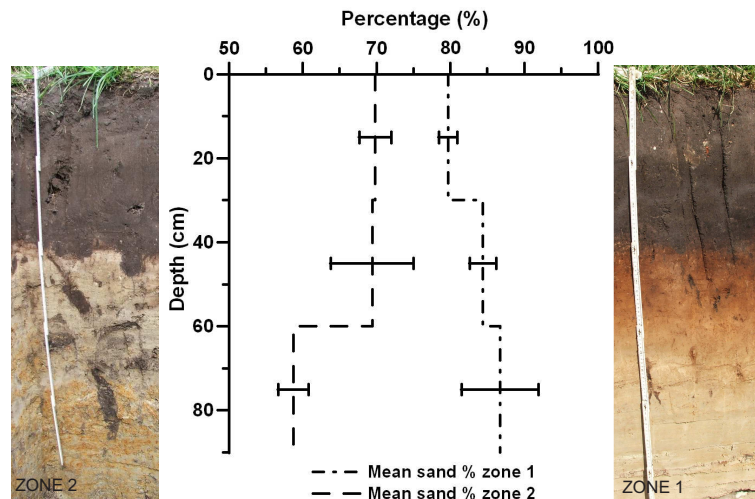 Percentage (%)
50 60 70 80 90 100
0
20
40
60
80
Depth (cm)
Mean sand % zone 1
Mean sand % zone 2
ZONE 2
ZONE 1